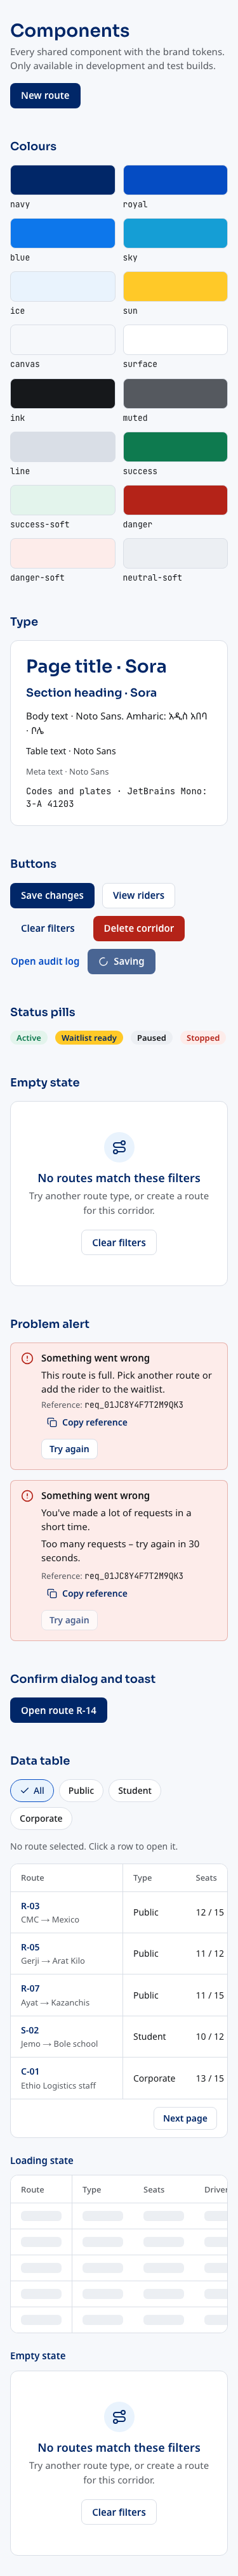 Components
Every shared component with the brand tokens.
Only available in development and test builds.
New route
Colours
navy
royal
blue
sky
ice
sun
canvas
surface
ink
muted
line
success
success-soft
danger
danger-soft
neutral-soft
Type
Page title · Sora
Section heading · Sora
Body text · Noto Sans. Amharic: አዲስ አበባ
· ቦሌ
Table text · Noto Sans
Meta text · Noto Sans
Codes and plates · JetBrains Mono:
3-A 41203
Buttons
Save changes
View riders
Clear filters
Delete corridor
Open audit log
Saving
Status pills
Active
Waitlist ready
Paused
Stopped
Empty state
No routes match these filters
Try another route type, or create a route
for this corridor.
Clear filters
Problem alert
Something went wrong
This route is full. Pick another route or
add the rider to the waitlist.
Reference: req_01JC8Y4F7T2M9QK3
Copy reference
Try again
Something went wrong
You've made a lot of requests in a
short time.
Too many requests – try again in 30
seconds.
Reference: req_01JC8Y4F7T2M9QK3
Copy reference
Try again
Confirm dialog and toast
Open route R-14
Data table
All
Public
Student
Corporate
No route selected. Click a row to open it.
Route Type Seats
R-03
CMC → Mexico
Public 12 / 15
R-05
Gerji → Arat Kilo
Public 11 / 12
R-07
Ayat → Kazanchis
Public 11 / 15
S-02
Jemo → Bole school
Student 10 / 12
C-01
Ethio Logistics staff
Corporate 13 / 15
Next page
Loading state
Route Type Seats Driver
Empty state
No routes match these filters
Try another route type, or create a route
for this corridor.
Clear filters